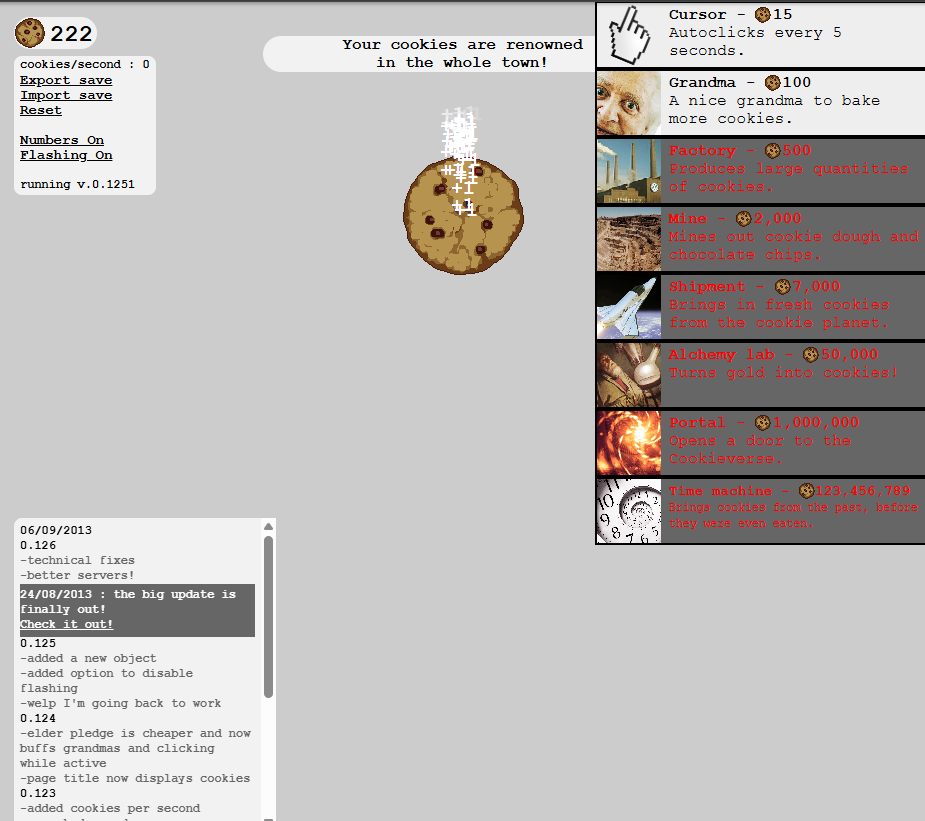 222
cookies/second : 0
Export save
Import save
Reset
Numbers On
Flashing On
running v.0.1251
Your cookies are renowned
in the whole town!
+1
+1
+1
Cursor - 15
Autoclicks every 5
seconds.
Grandma - 100
A nice grandma to bake
more cookies.
Factory - 500
Produces large quantities
of cookies.
Mine - 2,000
Mines out cookie dough and
chocolate chips.
Shipment - 7,000
Brings in fresh cookies
from the cookie planet.
Alchemy lab - 50,000
Turns gold into cookies!
Portal - 1,000,000
Opens a door to the
Cookieverse.
Time machine - 123,456,789
Brings cookies from the past, before
they were even eaten.
06/09/2013
0.126
-technical fixes
-better servers!
24/08/2013 : the big update is
finally out!
Check it out!
0.125
-added a new object
-added option to disable
flashing
-welp I'm going back to work
0.124
-elder pledge is cheaper and now
buffs grandmas and clicking
while active
-page title now displays cookies
0.123
-added cookies per second